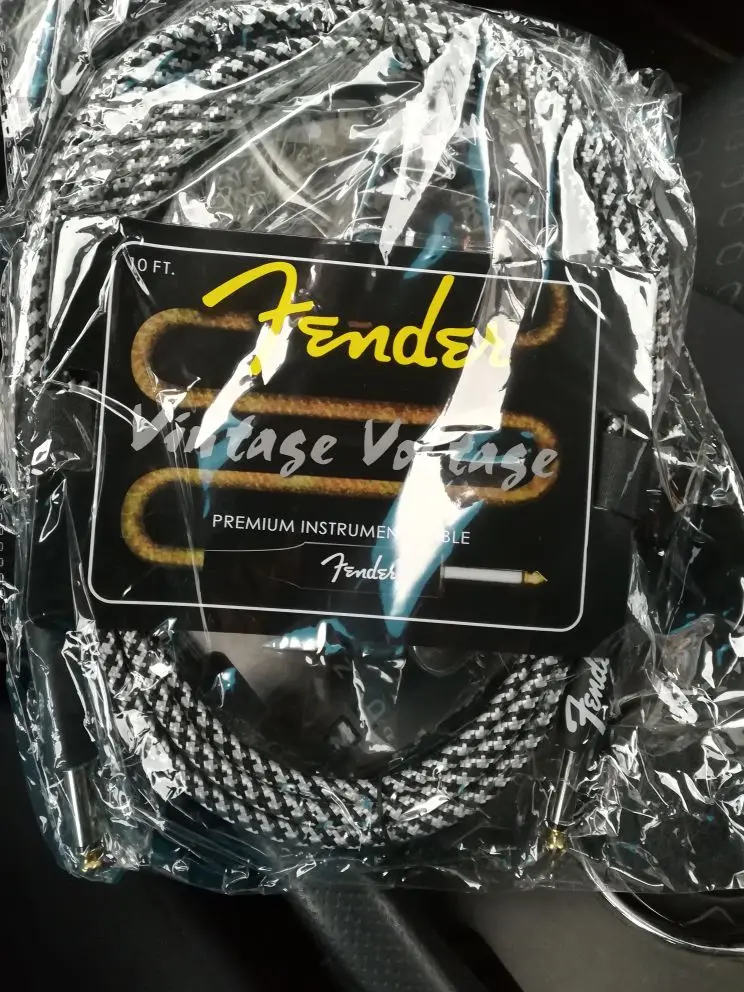 10 FT.
Fender
Vintage Voltage
PREMIUM INSTRUMENT CABLE
Fender
Fender